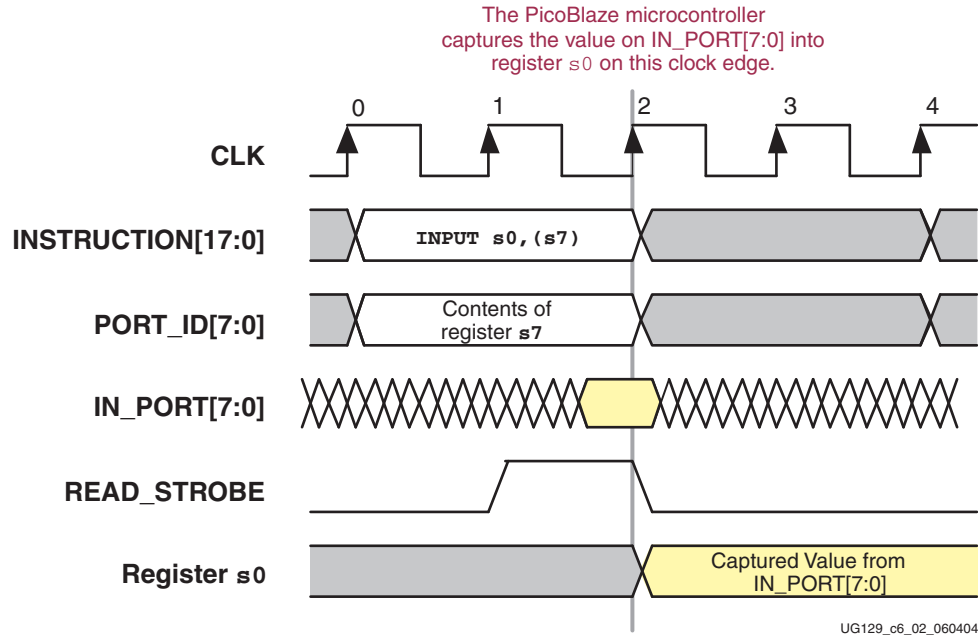 The PicoBlaze microcontroller
captures the value on IN_PORT[7:0] into
register s0 on this clock edge.
0 1 2 3 4
CLK
INSTRUCTION[17:0]
INPUT s0,(s7)
PORT_ID[7:0]
Contents of
register s7
IN_PORT[7:0]
READ_STROBE
Register s0
Captured Value from
IN_PORT[7:0]
UG129_c6_02_060404